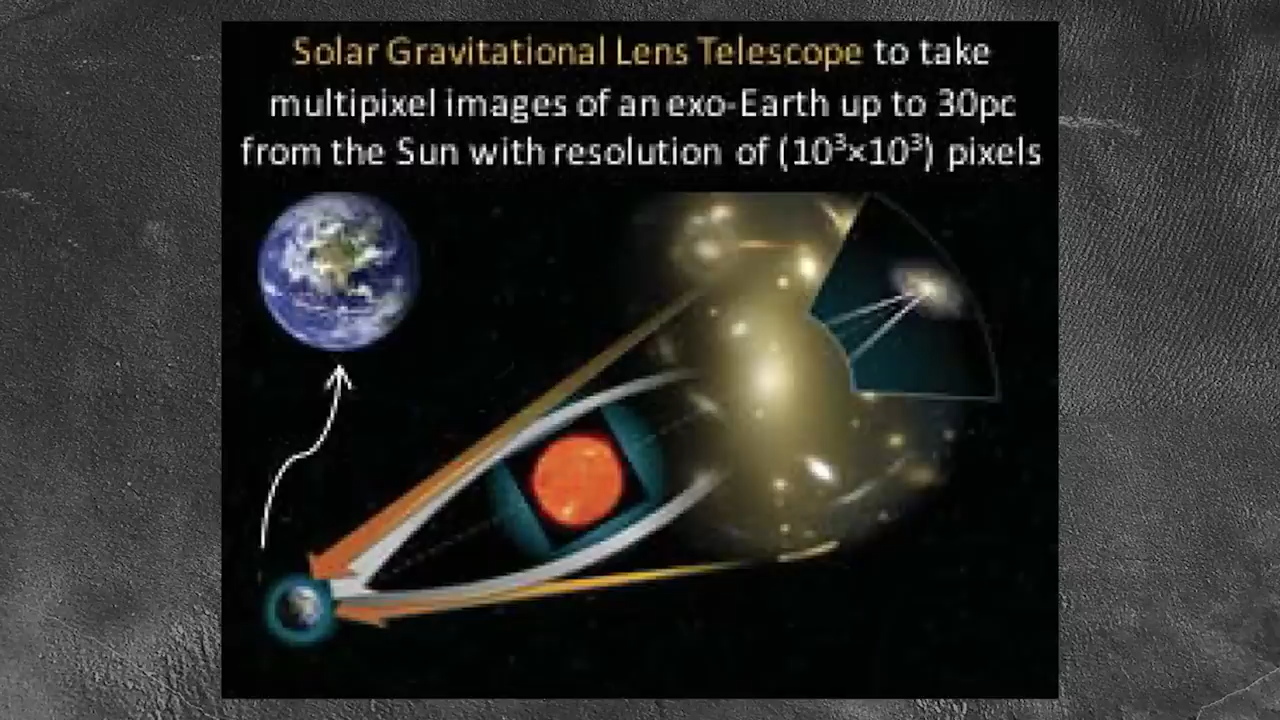 Solar Gravitational Lens Telescope to take
multipixel images of an exo-Earth up to 30pc
from the Sun with resolution of (10³×10³) pixels